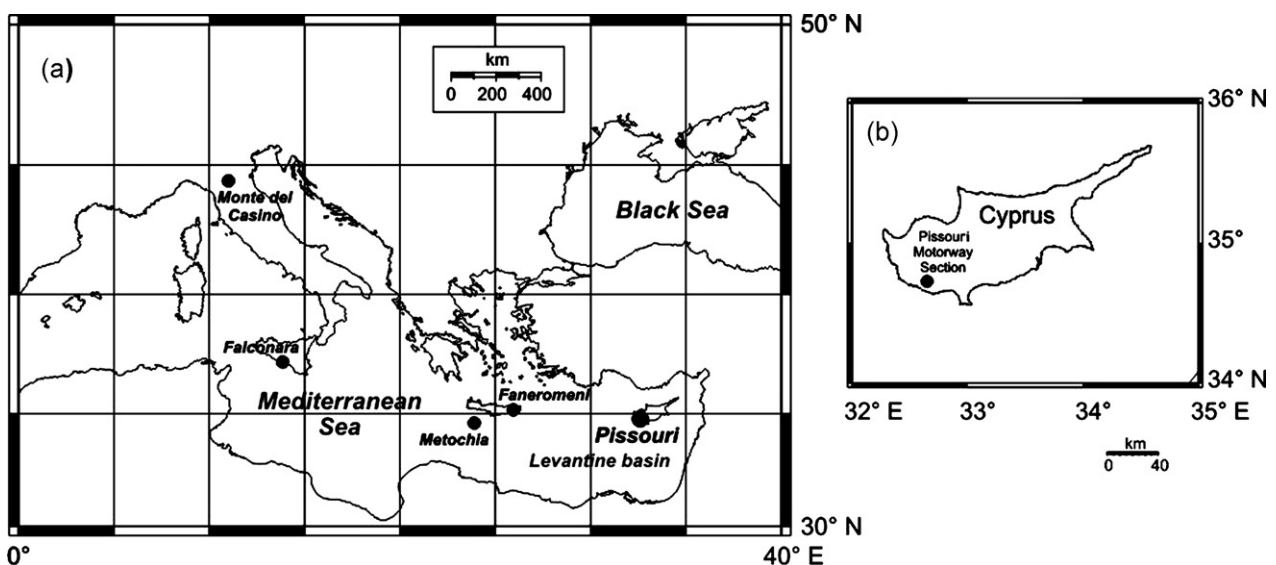 (a)
50° N
km
0 200 400
Monte del
Casino
Black Sea
Falconara
Mediterranean
Sea
Faneromeni
Metochia
Pissouri
Levantine basin
30° N
0°
40° E
(b)
36° N
Cyprus
Pissouri
Motorway
Section
35° N
34° N
32° E
33° E
34° E
35° E
km
0 40